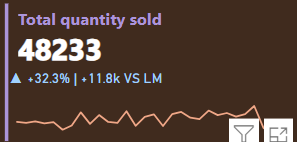 Total quantity sold
48233
▲ +32.3% | +11.8k VS LM